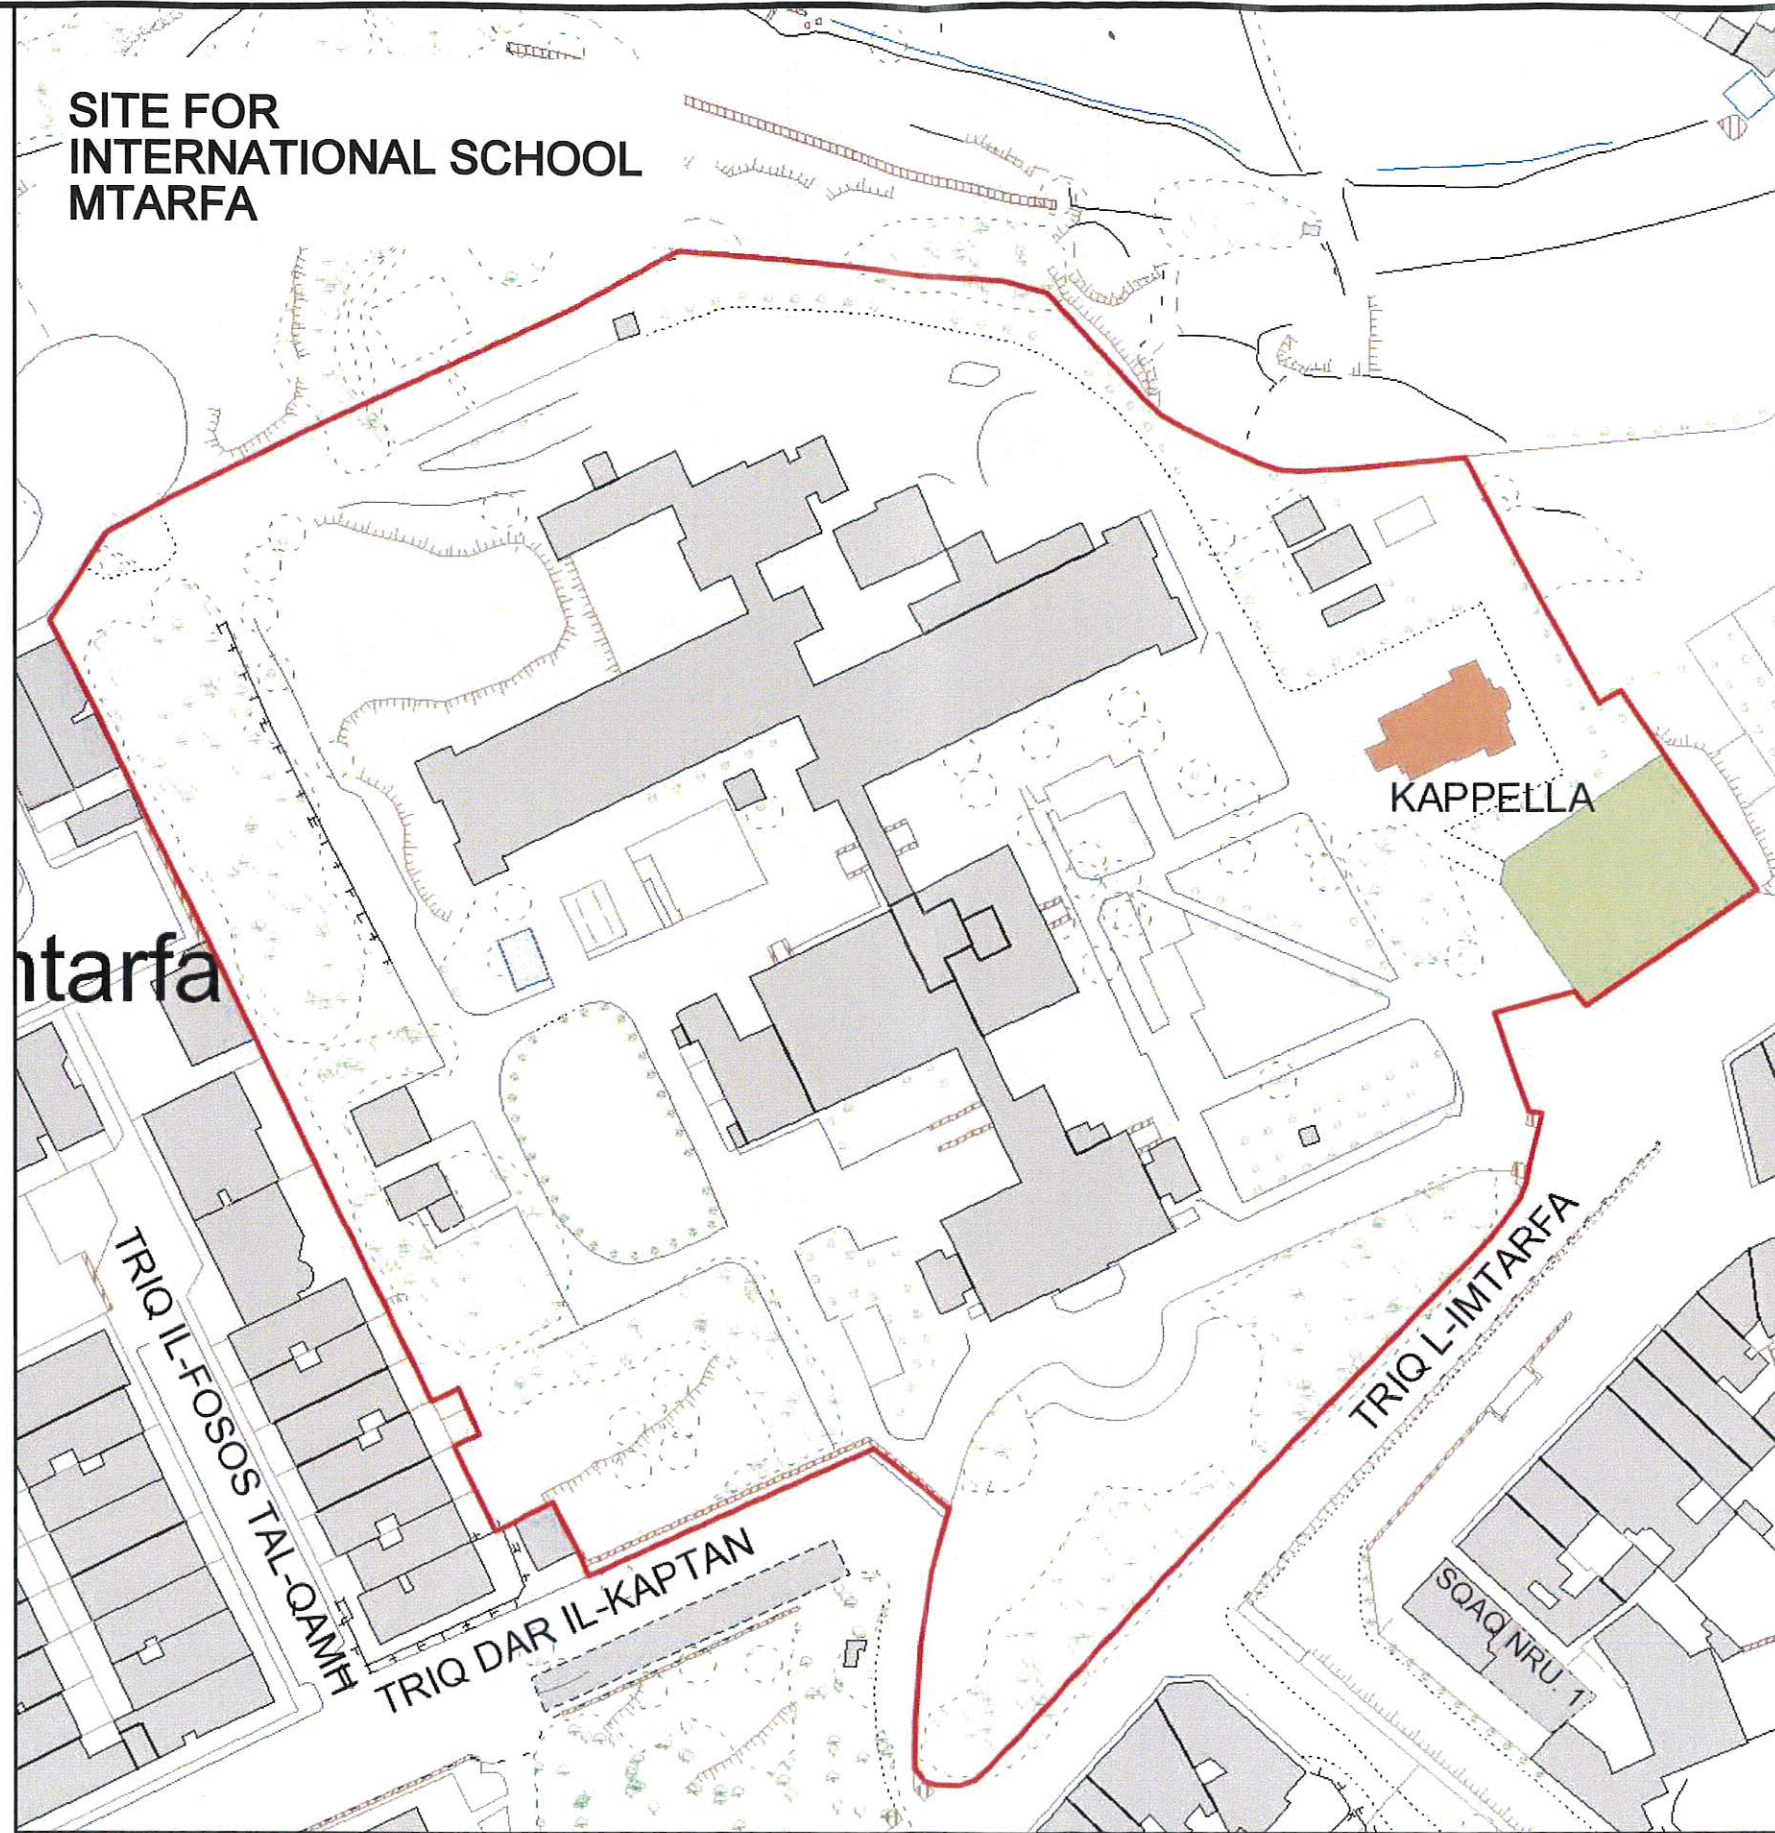 SITE FOR
INTERNATIONAL SCHOOL
MTARFA
KAPPELLA
ntarfa
TRIQ IL-FOSOS TAL-QAMĦ
TRIQ L-IMTARFA
TRIQ DAR IL-KAPTAN
SQAQ NRU. 1